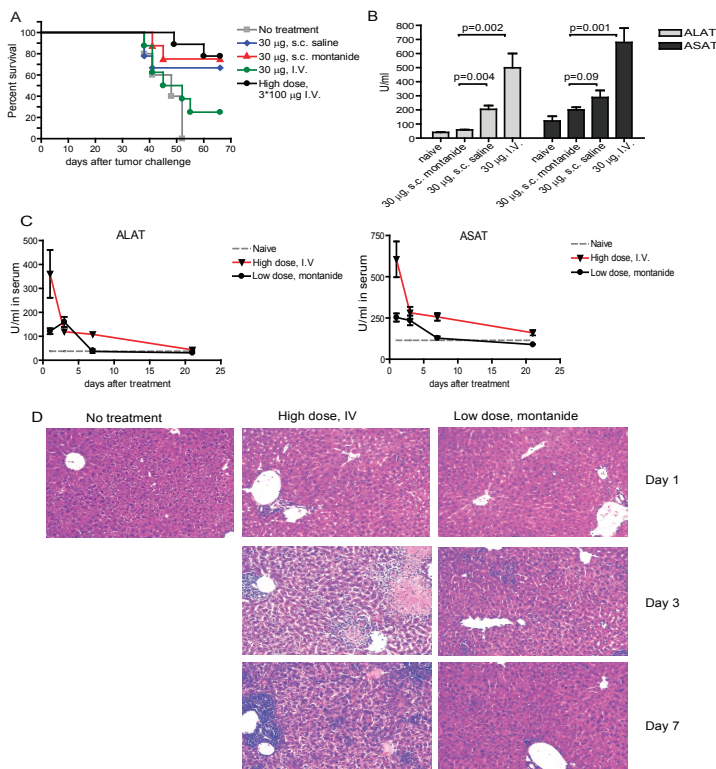 A
Percent survival
100
80
60
40
20
0
0 10 20 30 40 50 60 70
days after tumor challenge
No treatment
30 μg, s.c. saline
30 μg, s.c. montanide
30 μg, I.V.
High dose,
3*100 μg I.V.
B
U/ml
800
700
600
500
400
300
200
100
0
p=0.002
p=0.004
p=0.001
p=0.09
ALAT
ASAT
naive
30 μg, s.c. montanide
30 μg, s.c. saline
30 μg, I.V.
naive
30 μg, s.c. montanide
30 μg, s.c. saline
30 μg, I.V.
C
ALAT
U/ml in serum
500
400
300
200
100
0
0 5 10 15 20 25
days after treatment
Naive
High dose, I.V
Low dose, montanide
ASAT
U/ml in serum
750
500
250
0
0 5 10 15 20 25
days after treatment
Naive
High dose, I.V.
Low dose, montanide
D
No treatment
High dose, IV
Low dose, montanide
Day 1
Day 3
Day 7